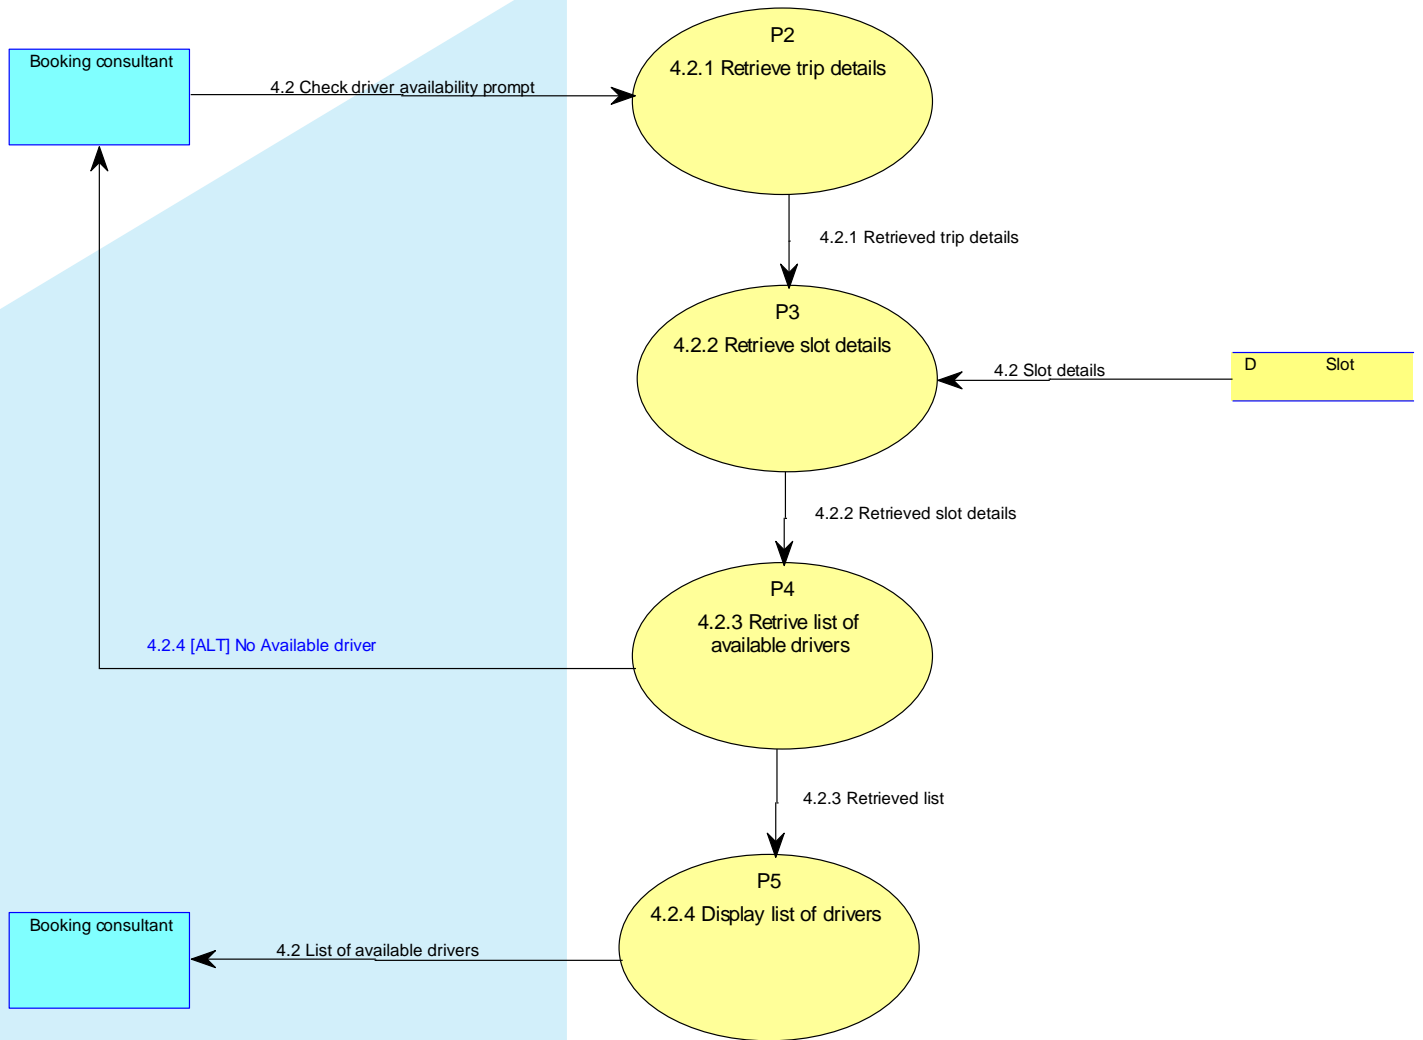 P2
4.2.1 Retrieve trip details
Booking consultant
4.2 Check driver availability prompt
4.2.1 Retrieved trip details
P3
4.2.2 Retrieve slot details
4.2 Slot details
D Slot
4.2.2 Retrieved slot details
P4
4.2.3 Retrive list of
available drivers
4.2.4 [ALT] No Available driver
4.2.3 Retrieved list
P5
4.2.4 Display list of drivers
Booking consultant
4.2 List of available drivers